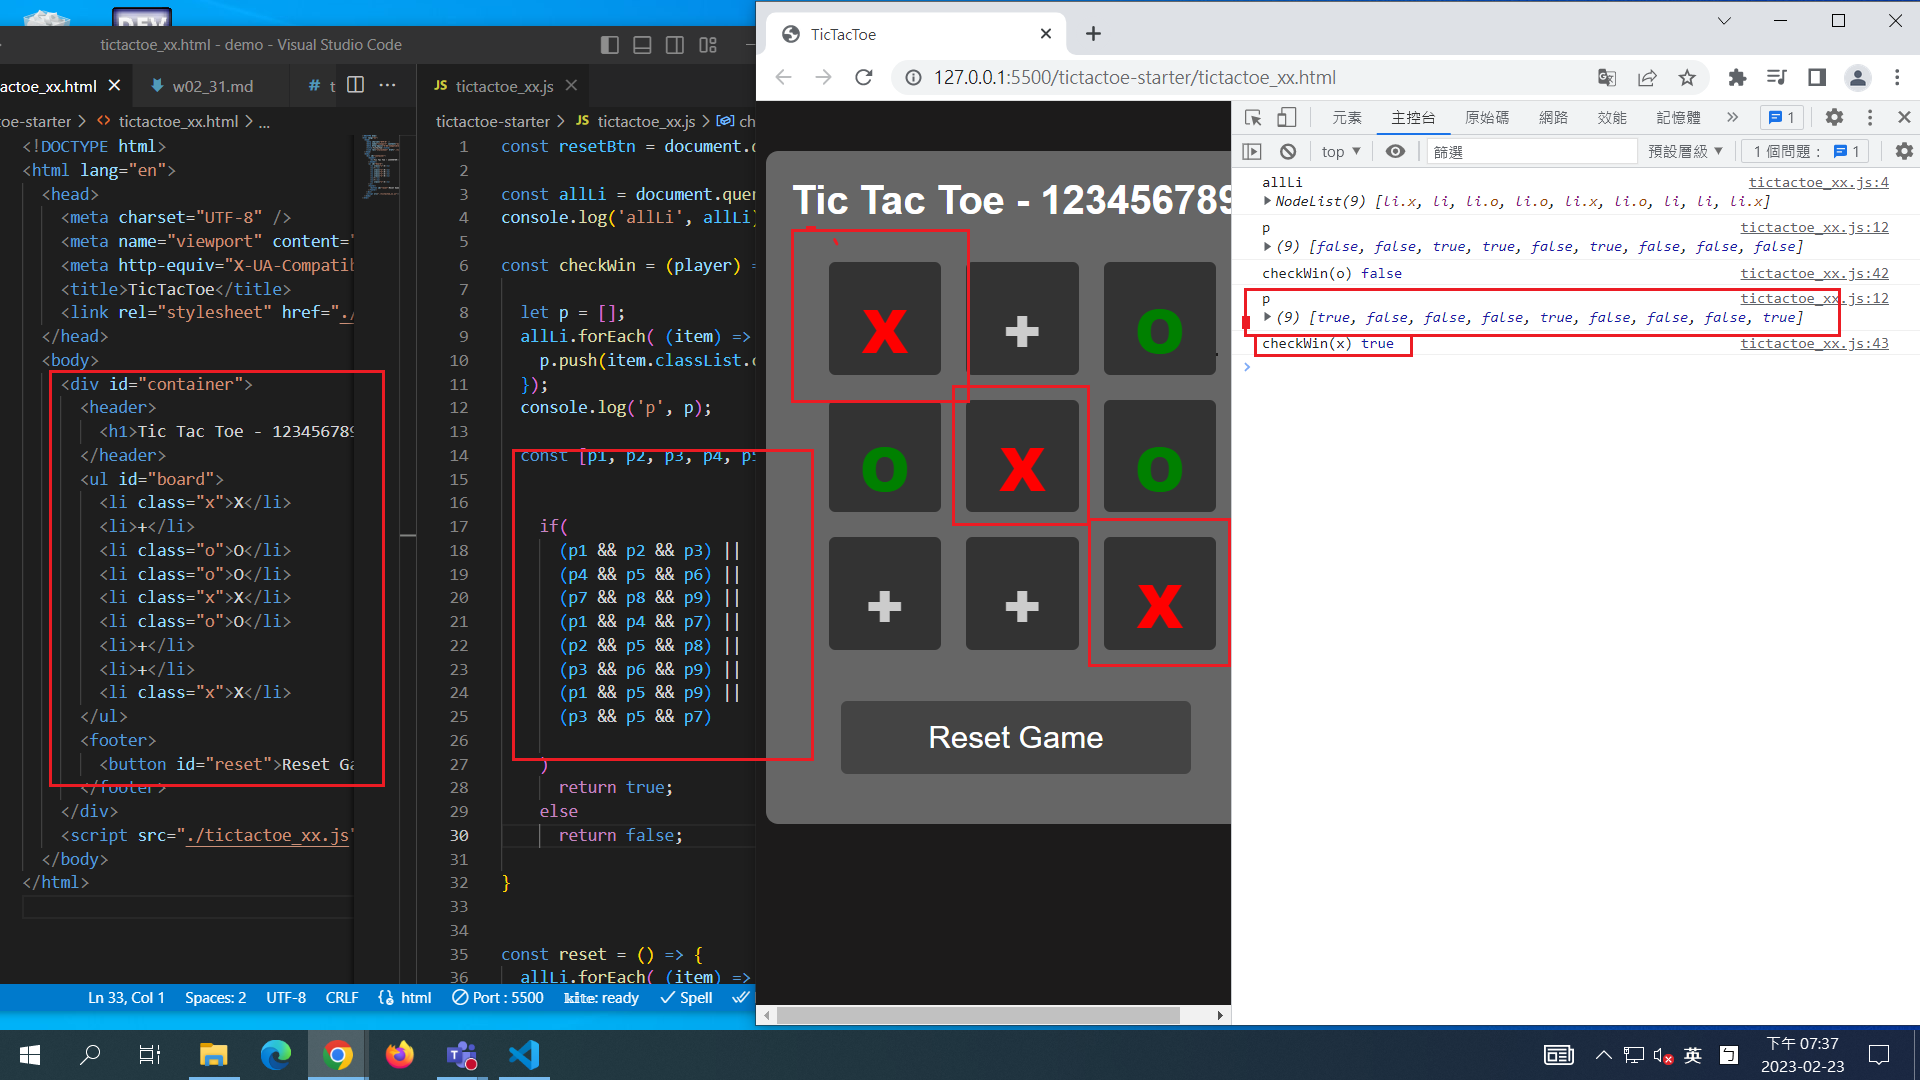 DEV
tictactoe_xx.html - demo - Visual Studio Code
actoe_xx.html
w02_31.md
# t
JS tictactoe_xx.js
oe-starter > <> tictactoe_xx.html > ...
<!DOCTYPE html>
<html lang="en">
<head>
<meta charset="UTF-8" />
<meta name="viewport" content="
<meta http-equiv="X-UA-Compatib
<title>TicTacToe</title>
<link rel="stylesheet" href="./
</head>
<body>
<div id="container">
<header>
<h1>Tic Tac Toe - 123456789
</header>
<ul id="board">
<li class="x">X</li>
<li>+</li>
<li class="o">O</li>
<li class="o">O</li>
<li class="x">X</li>
<li class="o">O</li>
<li>+</li>
<li>+</li>
<li class="x">X</li>
</ul>
<footer>
<button id="reset">Reset Ga
</footer>
</div>
<script src="./tictactoe_xx.js"
</body>
</html>
tictactoe-starter > JS tictactoe_xx.js > ch
1 const resetBtn = document.q
2
3 const allLi = document.quer
4 console.log('allLi', allLi)
5
6 const checkWin = (player) =
7
8 let p = [];
9 allLi.forEach( (item) =>
10 p.push(item.classList.c
11 });
12 console.log('p', p);
13
14 const [p1, p2, p3, p4, p5
15
16
17 if(
18 (p1 && p2 && p3) ||
19 (p4 && p5 && p6) ||
20 (p7 && p8 && p9) ||
21 (p1 && p4 && p7) ||
22 (p2 && p5 && p8) ||
23 (p3 && p6 && p9) ||
24 (p1 && p5 && p9) ||
25 (p3 && p5 && p7)
26
27 )
28 return true;
29 else
30 return false;
31
32 }
33
34
35 const reset = () => {
36 allLi.forEach( (item) =>
Ln 33, Col 1 Spaces: 2 UTF-8 CRLF html Port : 5500 kite: ready Spell
TicTacToe
127.0.0.1:5500/tictactoe-starter/tictactoe_xx.html
Tic Tac Toe - 123456789
X + O
O X O
+ + X
Reset Game
元素 主控台 原始碼 網路 效能 記憶體 » 1
top ▼ 篩選 預設層級 ▼ 1 個問題： 1
allLi tictactoe_xx.js:4
NodeList(9) [li.x, li, li.o, li.o, li.x, li.o, li, li, li.x]
p tictactoe_xx.js:12
(9) [false, false, true, true, false, true, false, false, false]
checkWin(o) false tictactoe_xx.js:42
p tictactoe_xx.js:12
(9) [true, false, false, false, true, false, false, false, true]
checkWin(x) true tictactoe_xx.js:43
>
英 ㄅ
下午 07:37
2023-02-23